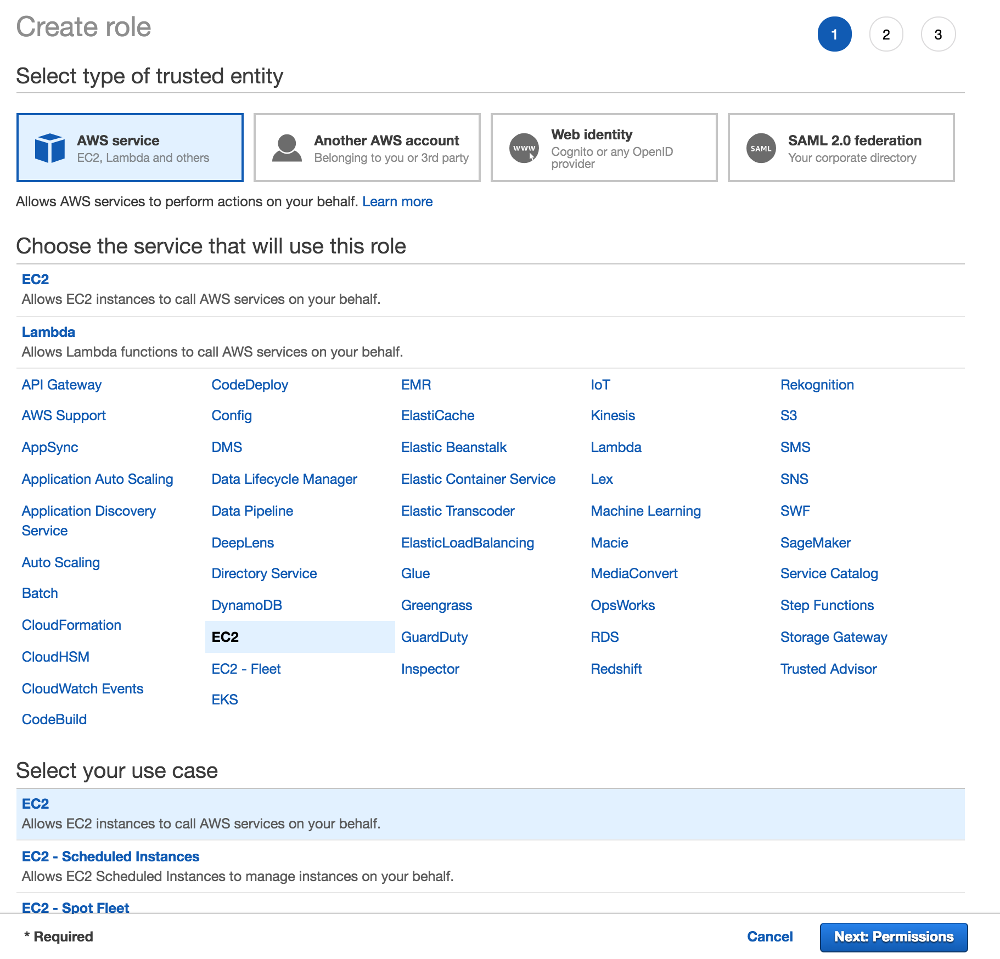 Create role
1
2
3
Select type of trusted entity
AWS service
EC2, Lambda and others
Another AWS account
Belonging to you or 3rd party
www
Web identity
Cognito or any OpenID
provider
SAML
SAML 2.0 federation
Your corporate directory
Allows AWS services to perform actions on your behalf. Learn more
Choose the service that will use this role
EC2
Allows EC2 instances to call AWS services on your behalf.
Lambda
Allows Lambda functions to call AWS services on your behalf.
API Gateway
AWS Support
AppSync
Application Auto Scaling
Application Discovery
Service
Auto Scaling
Batch
CloudFormation
CloudHSM
CloudWatch Events
CodeBuild
CodeDeploy
Config
DMS
Data Lifecycle Manager
Data Pipeline
DeepLens
Directory Service
DynamoDB
EC2
EC2 - Fleet
EKS
EMR
ElastiCache
Elastic Beanstalk
Elastic Container Service
Elastic Transcoder
ElasticLoadBalancing
Glue
Greengrass
GuardDuty
Inspector
IoT
Kinesis
Lambda
Lex
Machine Learning
Macie
MediaConvert
OpsWorks
RDS
Redshift
Rekognition
S3
SMS
SNS
SWF
SageMaker
Service Catalog
Step Functions
Storage Gateway
Trusted Advisor
Select your use case
EC2
Allows EC2 instances to call AWS services on your behalf.
EC2 - Scheduled Instances
Allows EC2 Scheduled Instances to manage instances on your behalf.
EC2 - Spot Fleet
* Required
Cancel
Next: Permissions